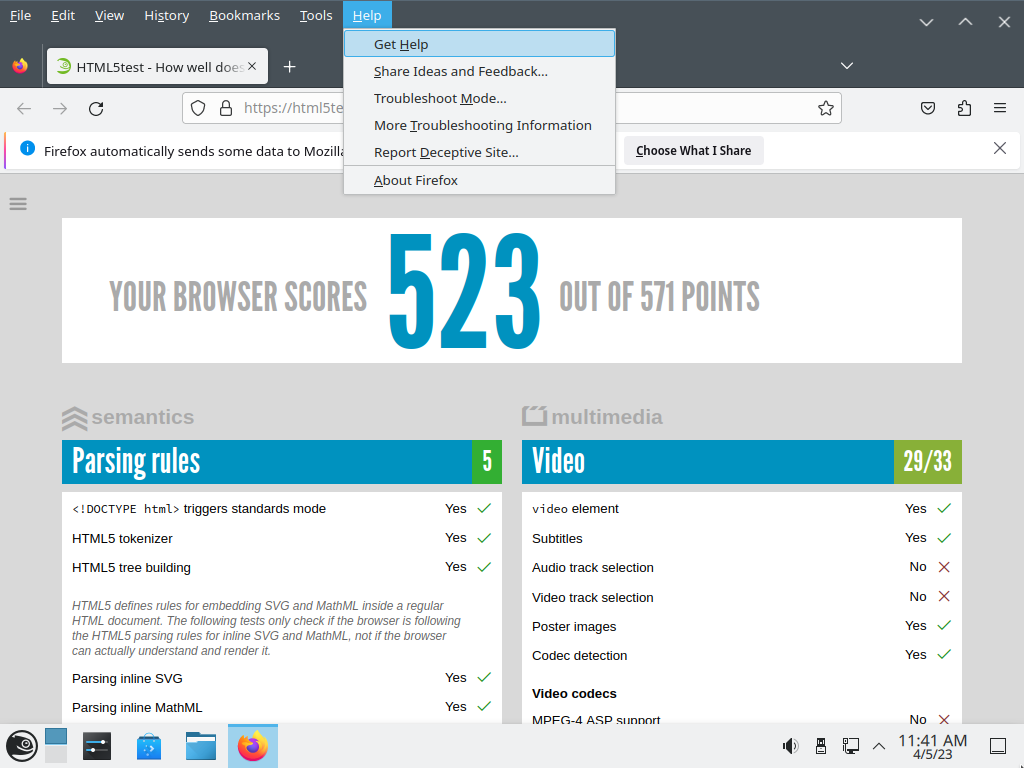 File Edit View History Bookmarks Tools Help
Get Help
HTML5test - How well does
Share Ideas and Feedback...
Troubleshoot Mode...
https://html5te
More Troubleshooting Information
Firefox automatically sends some data to Mozilla
Choose What I Share
Report Deceptive Site...
About Firefox
YOUR BROWSER SCORES 523 OUT OF 571 POINTS
semantics
Parsing rules 5
<!DOCTYPE html> triggers standards mode Yes
HTML5 tokenizer Yes
HTML5 tree building Yes
HTML5 defines rules for embedding SVG and MathML inside a regular
HTML document. The following tests only check if the browser is following
the HTML5 parsing rules for inline SVG and MathML, not if the browser
can actually understand and render it.
Parsing inline SVG Yes
Parsing inline MathML Yes
multimedia
Video 29/33
video element Yes
Subtitles Yes
Audio track selection No
Video track selection No
Poster images Yes
Codec detection Yes
Video codecs
MPEG-4 ASP support No
11:41 AM
4/5/23